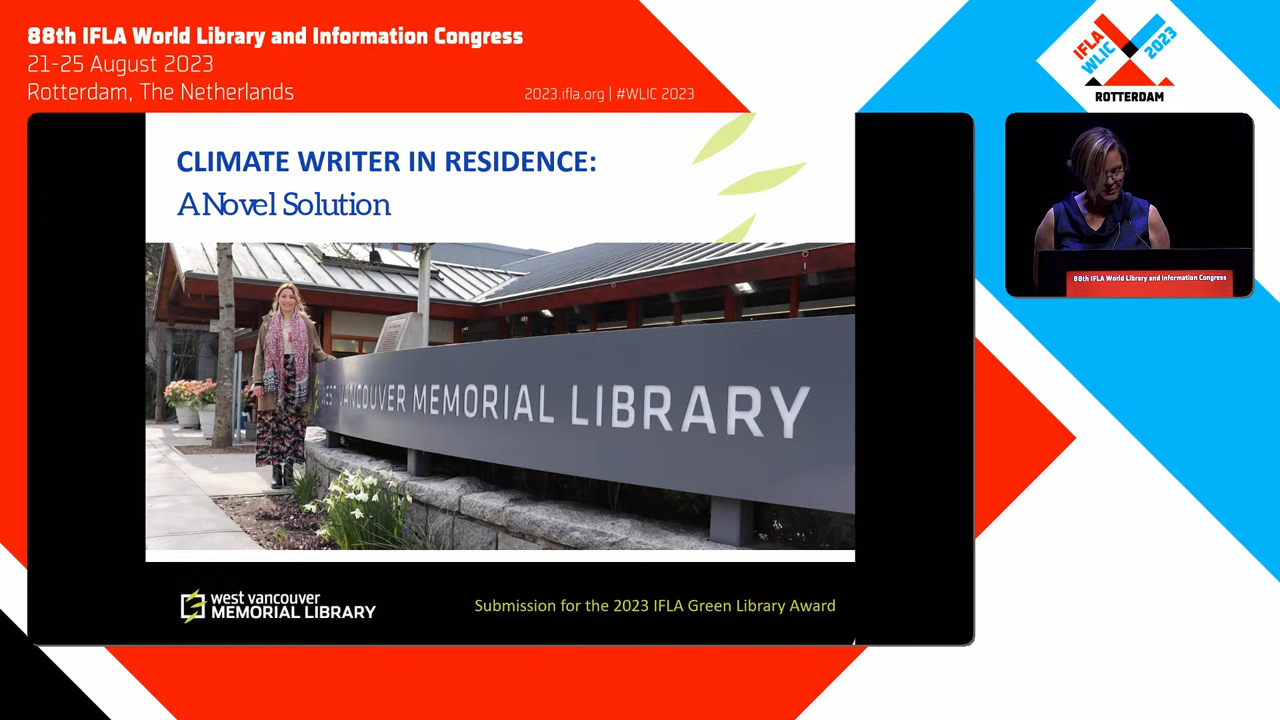 88th IFLA World Library and Information Congress
21-25 August 2023
Rotterdam, The Netherlands
2023.ifla.org | #WLIC 2023
IFLA
WLIC
2023
ROTTERDAM
CLIMATE WRITER IN RESIDENCE:
A Novel Solution
WEST VANCOUVER MEMORIAL LIBRARY
west vancouver
MEMORIAL LIBRARY
Submission for the 2023 IFLA Green Library Award
88th IFLA World Library and Information Congress